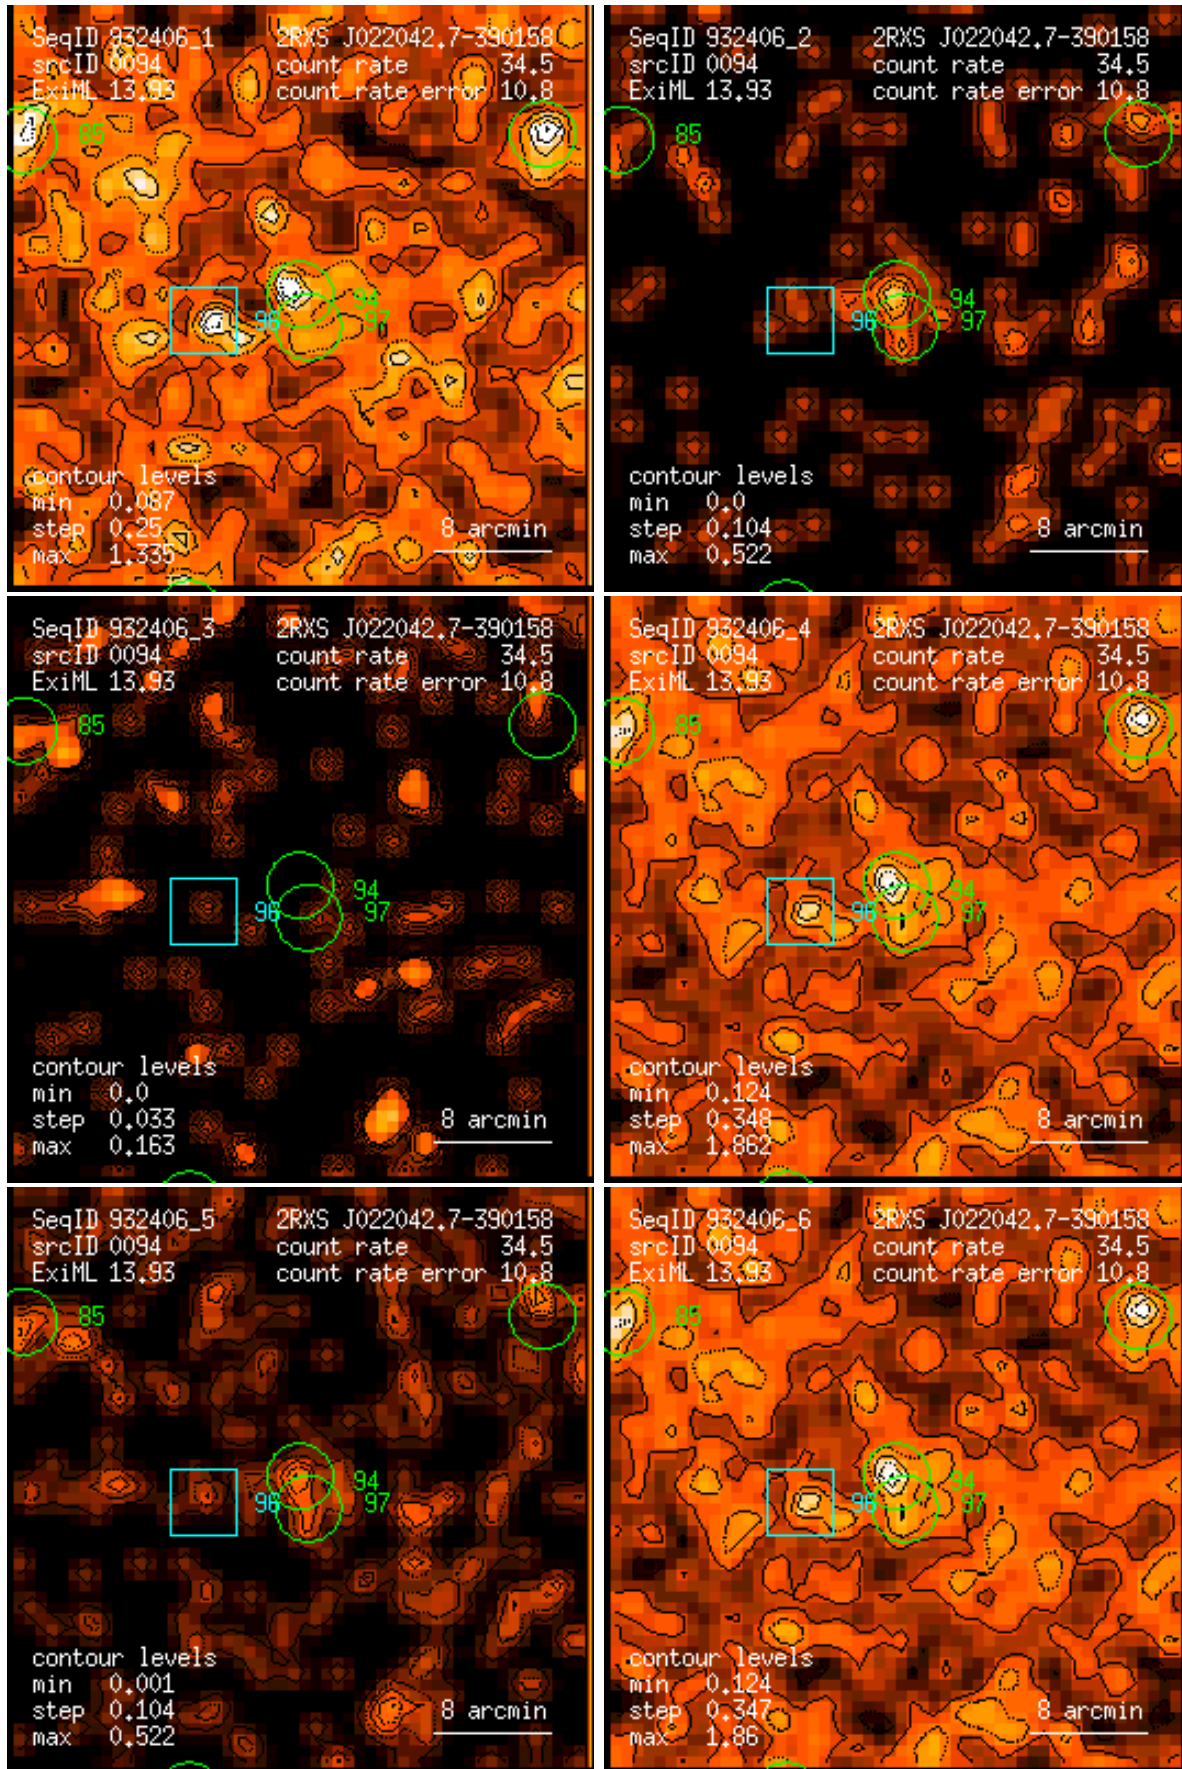 SeqID 932406_1 2RXS J022042.7-390158
srcID 0094 count rate 34.5
ExiML 13.93 count rate error 10.8
85
94
96 97
contour levels
min 0.087
step 0.25
max 1.335
8 arcmin
SeqID 932406_2 2RXS J022042.7-390158
srcID 0094 count rate 34.5
ExiML 13.93 count rate error 10.8
85
94
96 97
contour levels
min 0.0
step 0.104
max 0.522
8 arcmin
SeqID 932406_3 2RXS J022042.7-390158
srcID 0094 count rate 34.5
ExiML 13.93 count rate error 10.8
85
94
96 97
contour levels
min 0.0
step 0.033
max 0.163
8 arcmin
SeqID 932406_4 2RXS J022042.7-390158
srcID 0094 count rate 34.5
ExiML 13.93 count rate error 10.8
85
94
96 97
contour levels
min 0.124
step 0.348
max 1.862
8 arcmin
SeqID 932406_5 2RXS J022042.7-390158
srcID 0094 count rate 34.5
ExiML 13.93 count rate error 10.8
85
94
96 97
contour levels
min 0.001
step 0.104
max 0.522
8 arcmin
SeqID 932406_6 2RXS J022042.7-390158
srcID 0094 count rate 34.5
ExiML 13.93 count rate error 10.8
85
94
96 97
contour levels
min 0.124
step 0.347
max 1.86
8 arcmin